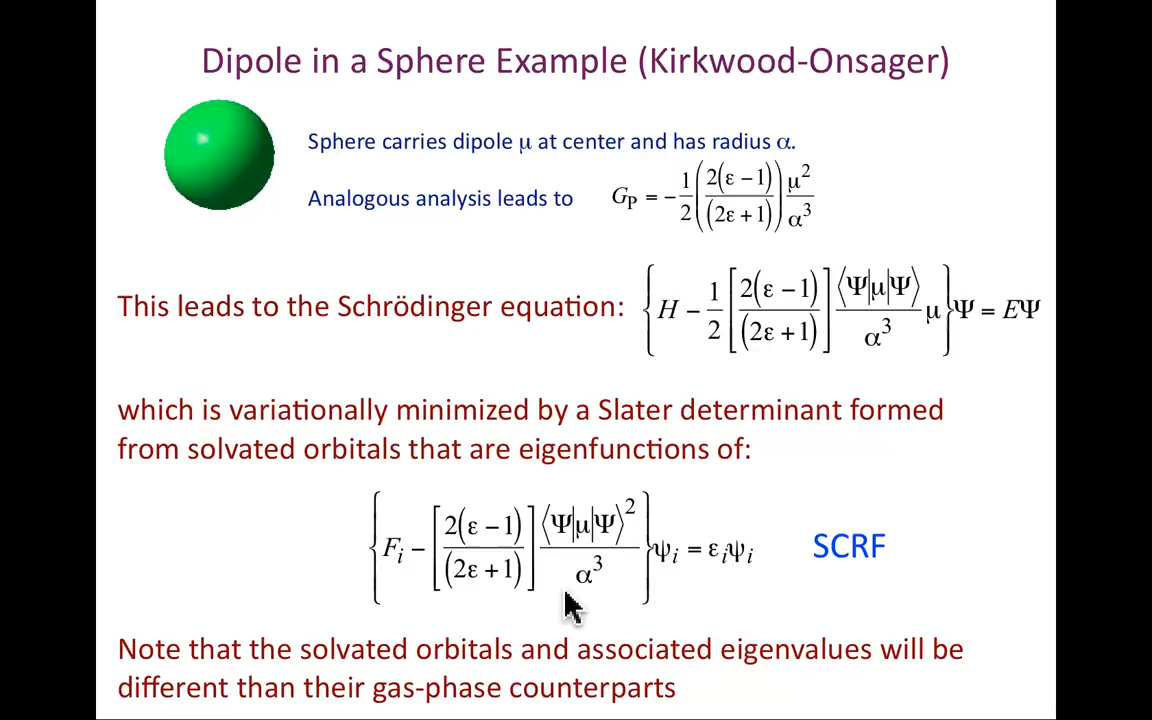 Dipole in a Sphere Example (Kirkwood-Onsager)
Sphere carries dipole μ at center and has radius α.
Analogous analysis leads to G_P = −1/2 (2(ε −1)/(2ε +1)) μ²/α³
This leads to the Schrödinger equation: {H − 1/2 [2(ε −1)/(2ε +1)] ⟨Ψ|μ|Ψ⟩/α³ μ}Ψ = EΨ
which is variationally minimized by a Slater determinant formed
from solvated orbitals that are eigenfunctions of:
{F_i − [2(ε −1)/(2ε +1)] ⟨Ψ|μ|Ψ⟩²/α³}ψ_i = ε_iψ_i SCRF
Note that the solvated orbitals and associated eigenvalues will be
different than their gas-phase counterparts